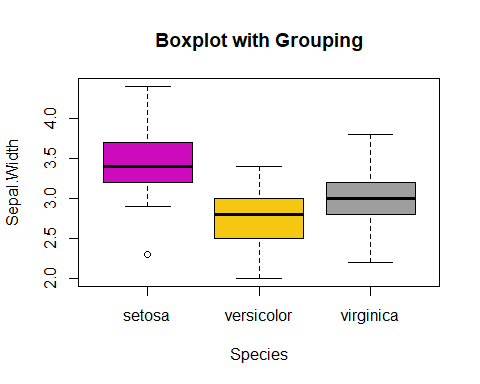 Boxplot with Grouping
Sepal.Width
4.0
3.5
3.0
2.5
2.0
setosa versicolor virginica
Species